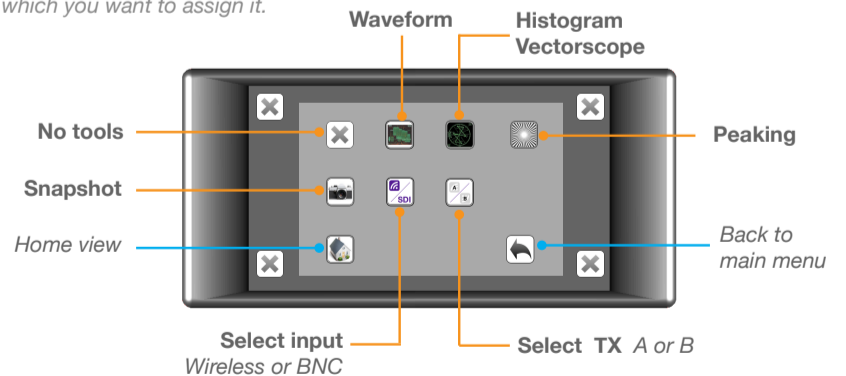 which you want to assign it.
Waveform
Histogram
Vectorscope
No tools
Peaking
Snapshot
A
B
SDI
Home view
Back to
main menu
Select input
Wireless or BNC
Select TX A or B